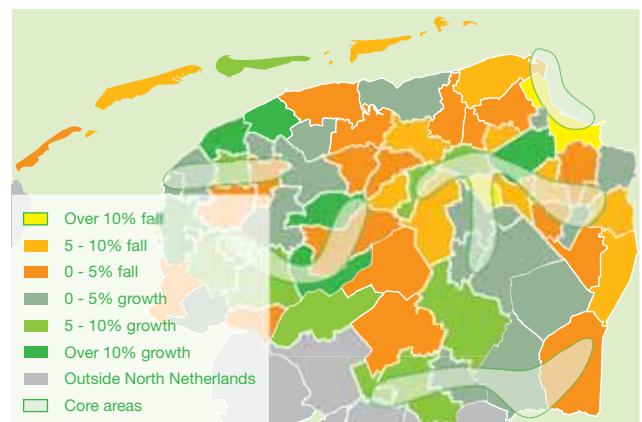 Over 10% fall
5 - 10% fall
0 - 5% fall
0 - 5% growth
5 - 10% growth
Over 10% growth
Outside North Netherlands
Core areas